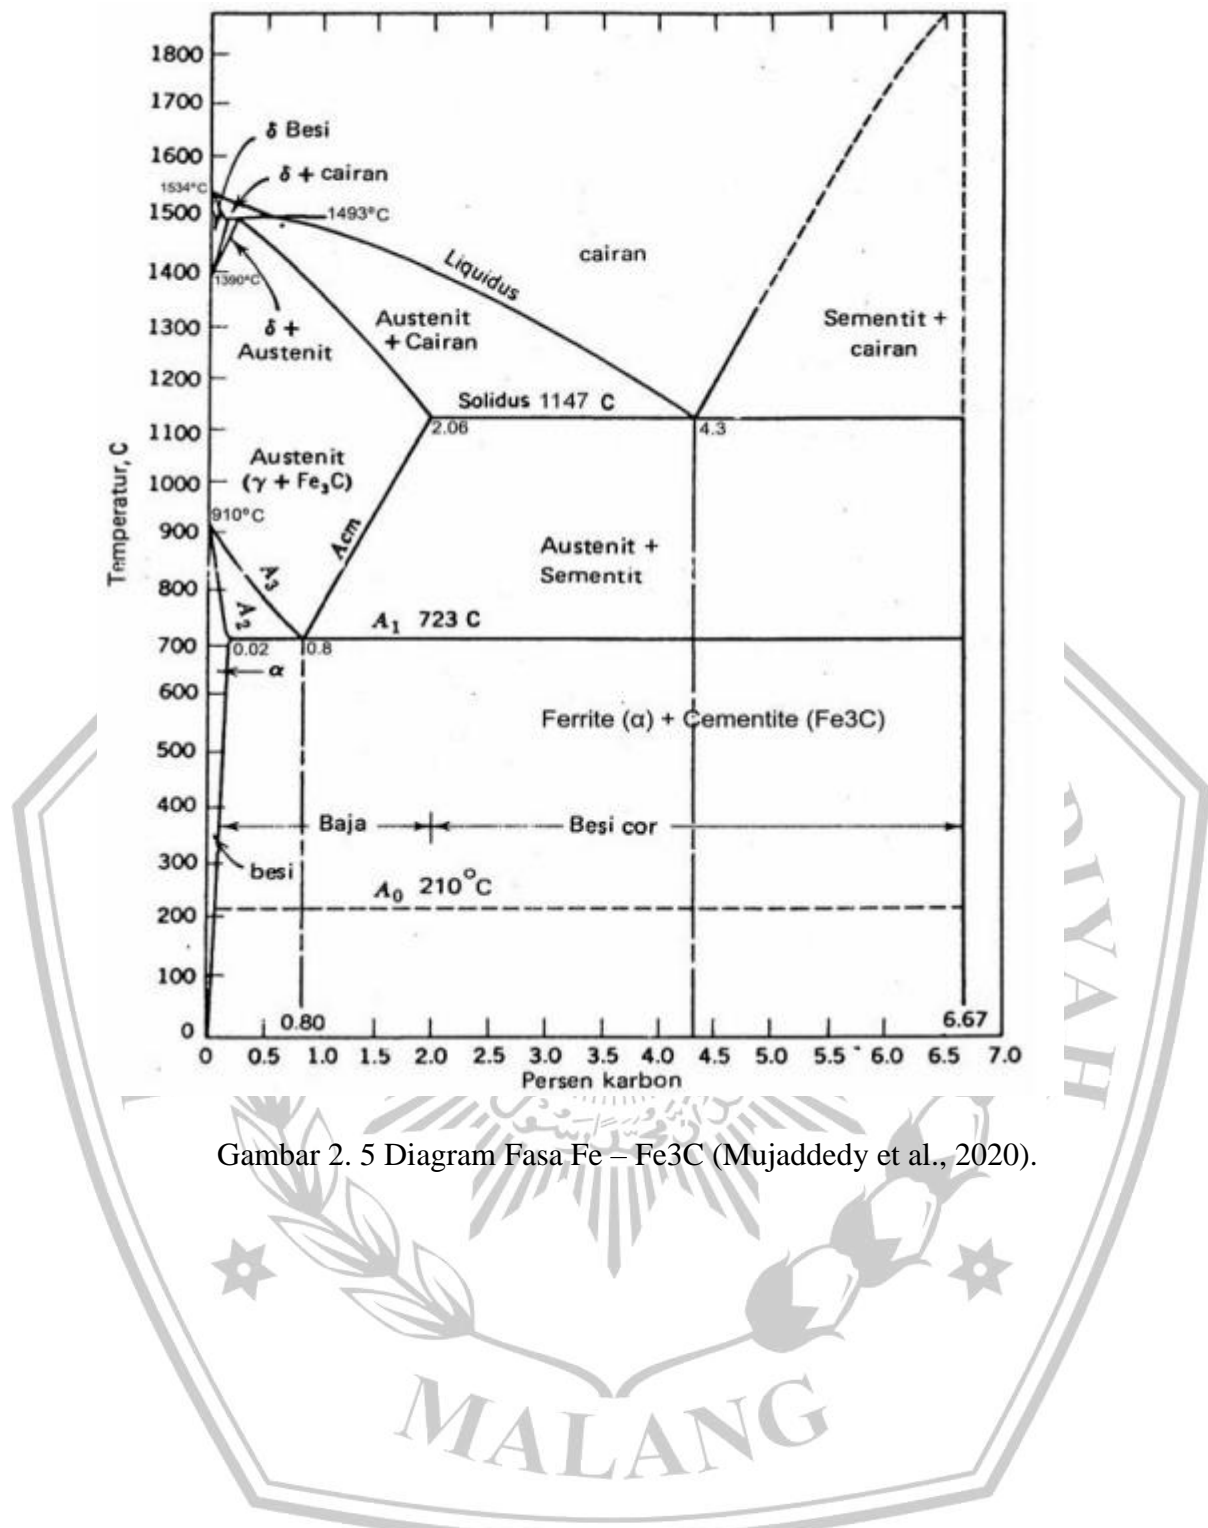 1800
1700
δ Besi
1600
δ + cairan
1534°C
1500
1493°C
cairan
Liquidus
1400
1390°C
1300
δ +
Austenit
Austenit
+ Cairan
Sementit +
cairan
1200
Solidus 1147 C
1100
2.06
4.3
Austenit
(γ + Fe₃C)
1000
Temperatur, C
910°C
900
Acm
Austenit +
Sementit
A₃
800
A₂
A₁ 723 C
700
0.02
0.8
α
600
Ferrite (α) + Cementite (Fe3C)
500
400
Baja
Besi cor
300
besi
A₀ 210°C
200
100
0
0.80
6.67
0 0.5 1.0 1.5 2.0 2.5 3.0 3.5 4.0 4.5 5.0 5.5 6.0 6.5 7.0
Persen karbon
Gambar 2. 5 Diagram Fasa Fe – Fe3C (Mujaddedy et al., 2020).
DIYAH
MALANG